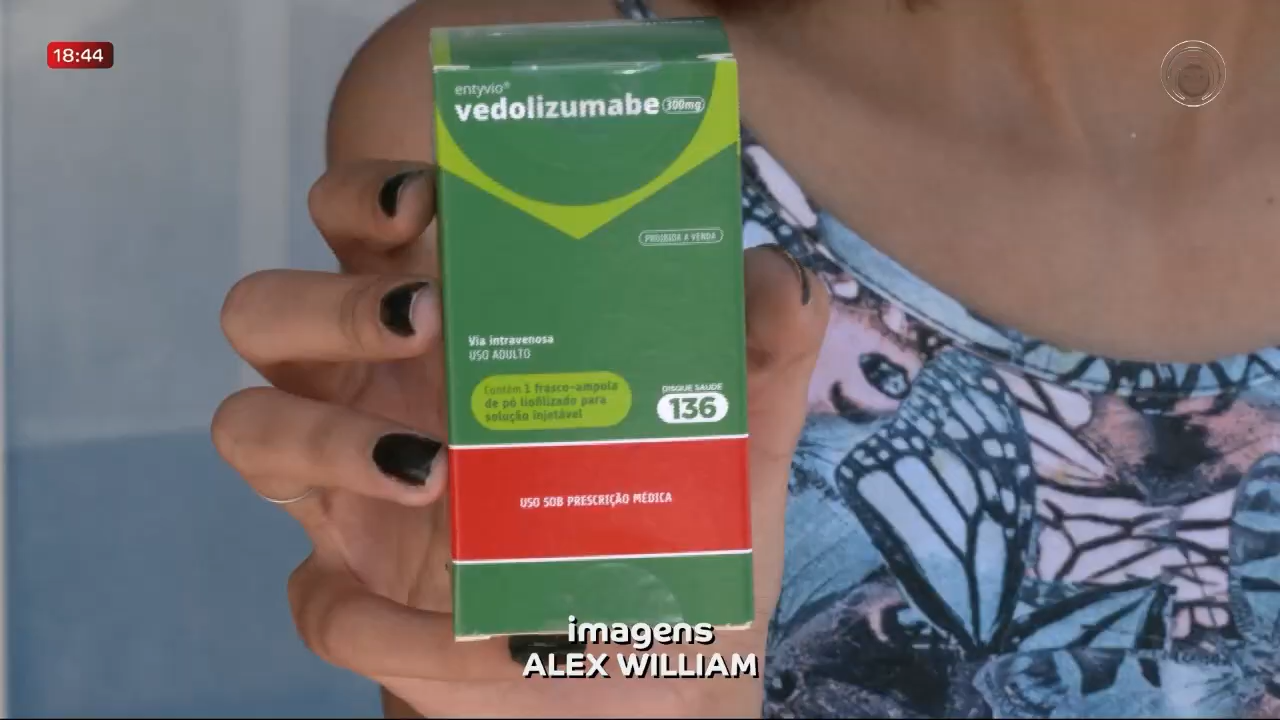 18:44
entyvio®
vedolizumabe 300mg
PROIBIDA A VENDA
Via intravenosa
USO ADULTO
Contém 1 frasco-ampola
de pó liofilizado para
solução injetável
DISQUE SAÚDE
136
USO SOB PRESCRIÇÃO MÉDICA
imagens
ALEX WILLIAM